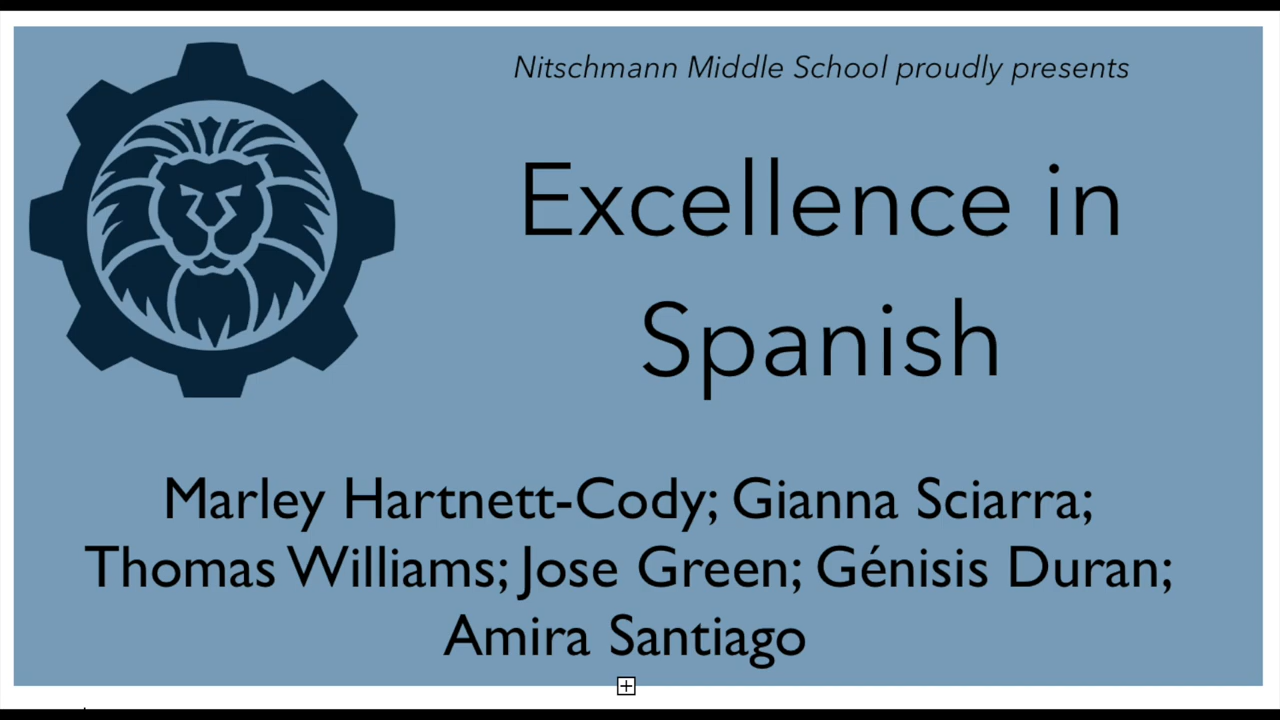 Nitschmann Middle School proudly presents
Excellence in
Spanish
Marley Hartnett-Cody; Gianna Sciarra;
Thomas Williams; Jose Green; Génisis Duran;
Amira Santiago